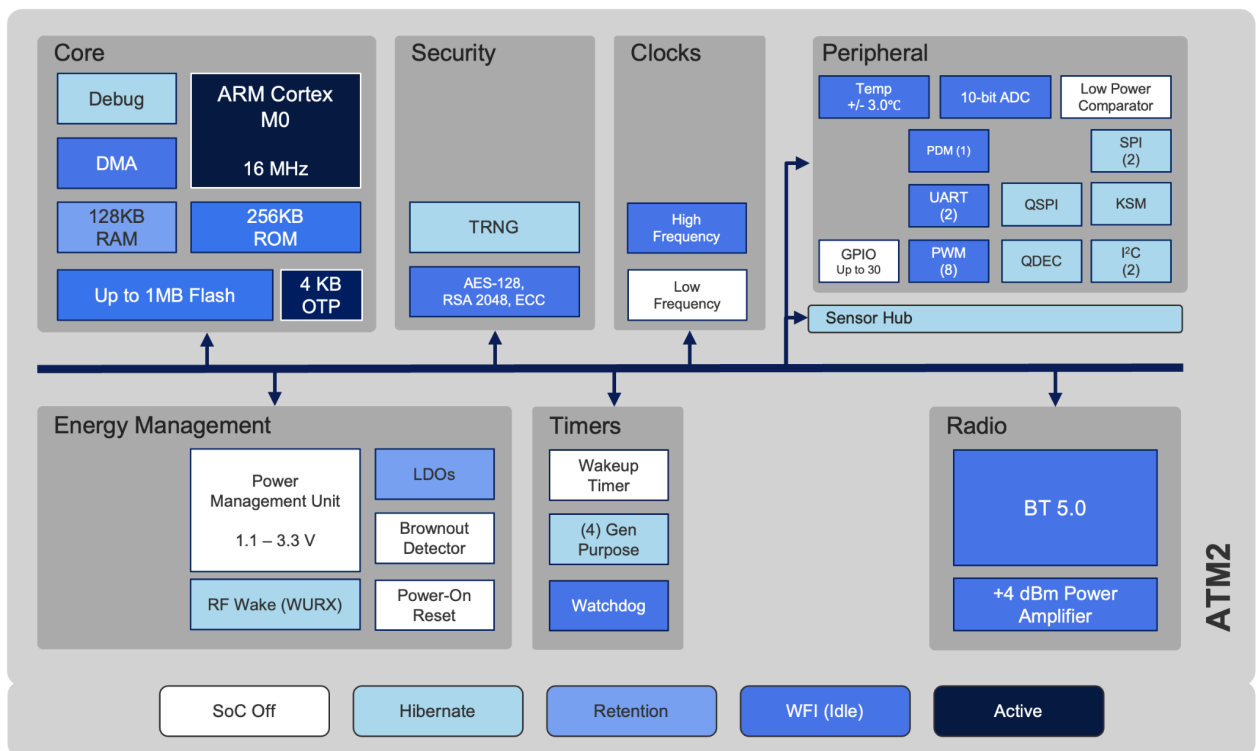 Core
Debug
ARM Cortex
M0
16 MHz
DMA
128KB
RAM
256KB
ROM
Up to 1MB Flash
4 KB
OTP
Security
TRNG
AES-128,
RSA 2048, ECC
Clocks
High
Frequency
Low
Frequency
Peripheral
Temp
+/- 3.0℃
10-bit ADC
Low Power
Comparator
PDM (1)
SPI
(2)
UART
(2)
QSPI
KSM
GPIO
Up to 30
PWM
(8)
QDEC
I²C
(2)
Sensor Hub
Energy Management
Power
Management Unit
1.1 – 3.3 V
LDOs
Brownout
Detector
RF Wake (WURX)
Power-On
Reset
Timers
Wakeup
Timer
(4) Gen
Purpose
Watchdog
Radio
BT 5.0
+4 dBm Power
Amplifier
ATM2
SoC Off
Hibernate
Retention
WFI (Idle)
Active